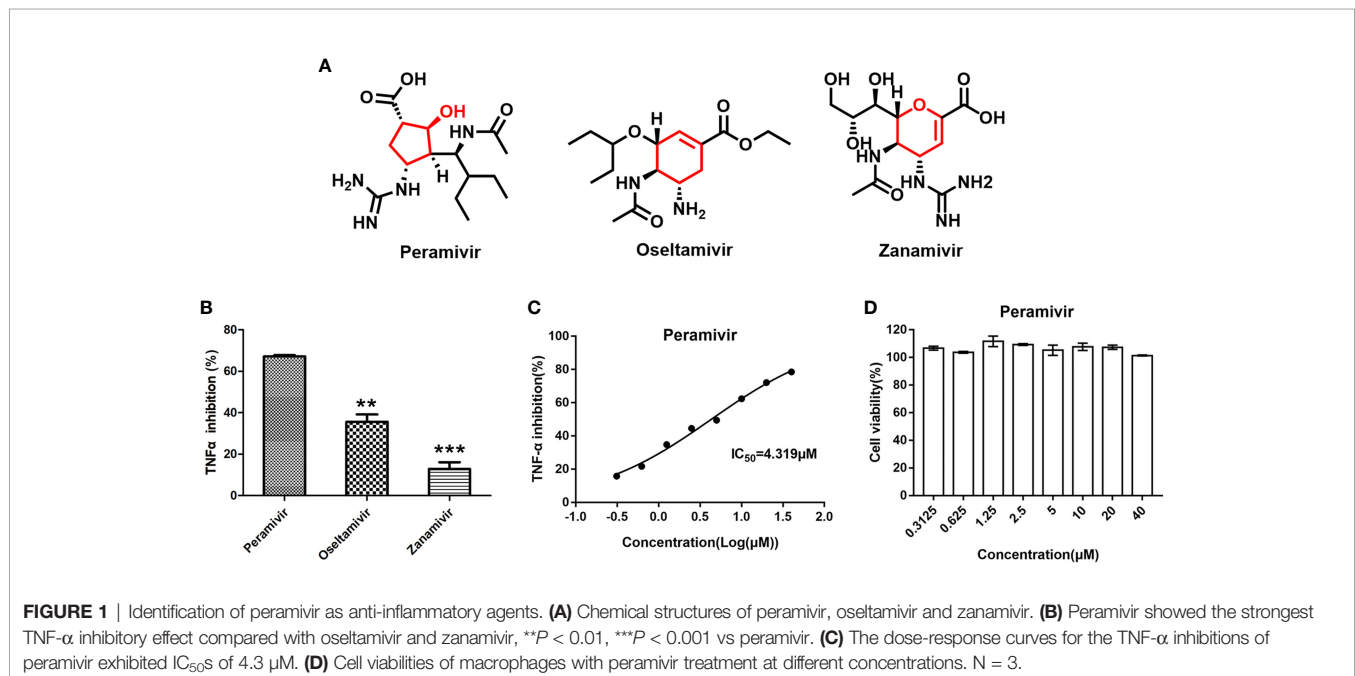 A
OH
O
OH
HN
O
H2N
NH
H
HN
Peramivir
O
H
O
O
HN
NH2
O
Oseltamivir
OH
OH
H
O
O
OH
OH
HN
O
HN
NH2
NH
Zanamivir
B
80
60
40
20
0
TNFα inhibition (%)
**
***
Peramivir
Oseltamivir
Zanamivir
C
Peramivir
100
80
60
40
20
0
TNF-α inhibition(%)
IC50=4.319μM
-1.0 -0.5 0.0 0.5 1.0 1.5 2.0
Concentration(Log(μM))
D
Peramivir
120
100
80
60
40
20
0
Cell viability(%)
0.3125 0.625 1.25 2.5 5 10 20 40
Concentration(μM)
FIGURE 1 | Identification of peramivir as anti-inflammatory agents. (A) Chemical structures of peramivir, oseltamivir and zanamivir. (B) Peramivir showed the strongest
TNF-α inhibitory effect compared with oseltamivir and zanamivir, **P < 0.01, ***P < 0.001 vs peramivir. (C) The dose-response curves for the TNF-α inhibitions of
peramivir exhibited IC50s of 4.3 μM. (D) Cell viabilities of macrophages with peramivir treatment at different concentrations. N = 3.